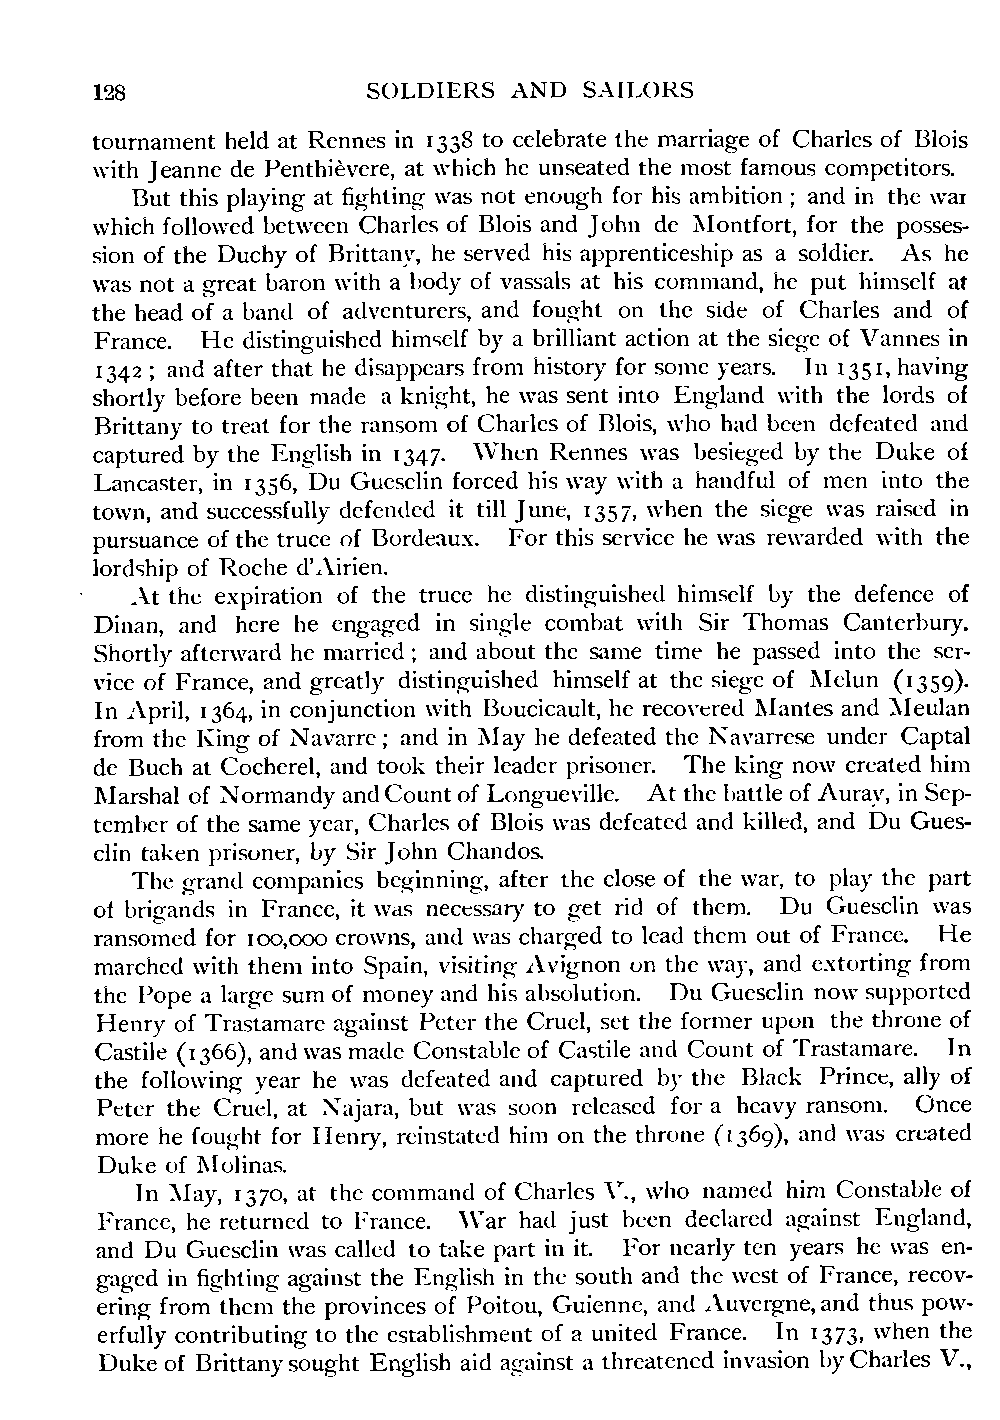 128 SOLDIERS AND SAILORS
tournament held at Rennes in 1338 to celebrate the marriage of Charles of Blois
with Jeanne de Penthièvere, at which he unseated the most famous competitors.
But this playing at fighting was not enough for his ambition ; and in the war
which followed between Charles of Blois and John de Montfort, for the posses-
sion of the Duchy of Brittany, he served his apprenticeship as a soldier. As he
was not a great baron with a body of vassals at his command, he put himself at
the head of a band of adventurers, and fought on the side of Charles and of
France. He distinguished himself by a brilliant action at the siege of Vannes in
1342 ; and after that he disappears from history for some years. In 1351, having
shortly before been made a knight, he was sent into England with the lords of
Brittany to treat for the ransom of Charles of Blois, who had been defeated and
captured by the English in 1347. When Rennes was besieged by the Duke of
Lancaster, in 1356, Du Guesclin forced his way with a handful of men into the
town, and successfully defended it till June, 1357, when the siege was raised in
pursuance of the truce of Bordeaux. For this service he was rewarded with the
lordship of Roche d'Airien.
At the expiration of the truce he distinguished himself by the defence of
Dinan, and here he engaged in single combat with Sir Thomas Canterbury.
Shortly afterward he married ; and about the same time he passed into the ser-
vice of France, and greatly distinguished himself at the siege of Melun (1359).
In April, 1364, in conjunction with Boucicault, he recovered Mantes and Meulan
from the King of Navarre ; and in May he defeated the Navarrese under Captal
de Buch at Cocherel, and took their leader prisoner. The king now created him
Marshal of Normandy and Count of Longueville. At the battle of Auray, in Sep-
tember of the same year, Charles of Blois was defeated and killed, and Du Gues-
clin taken prisoner, by Sir John Chandos.
The grand companies beginning, after the close of the war, to play the part
of brigands in France, it was necessary to get rid of them. Du Guesclin was
ransomed for 100,000 crowns, and was charged to lead them out of France. He
marched with them into Spain, visiting Avignon on the way, and extorting from
the Pope a large sum of money and his absolution. Du Guesclin now supported
Henry of Trastamare against Peter the Cruel, set the former upon the throne of
Castile (1366), and was made Constable of Castile and Count of Trastamare. In
the following year he was defeated and captured by the Black Prince, ally of
Peter the Cruel, at Najara, but was soon released for a heavy ransom. Once
more he fought for Henry, reinstated him on the throne (1369), and was created
Duke of Molinas.
In May, 1370, at the command of Charles V., who named him Constable of
France, he returned to France. War had just been declared against England,
and Du Guesclin was called to take part in it. For nearly ten years he was en-
gaged in fighting against the English in the south and the west of France, recov-
ering from them the provinces of Poitou, Guienne, and Auvergne, and thus pow-
erfully contributing to the establishment of a united France. In 1373, when the
Duke of Brittany sought English aid against a threatened invasion by Charles V.,